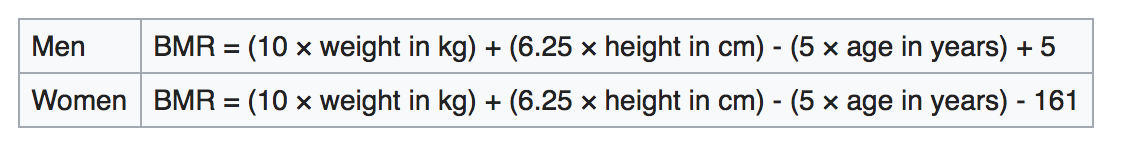 Men BMR = (10 × weight in kg) + (6.25 × height in cm) - (5 × age in years) + 5
Women BMR = (10 × weight in kg) + (6.25 × height in cm) - (5 × age in years) - 161